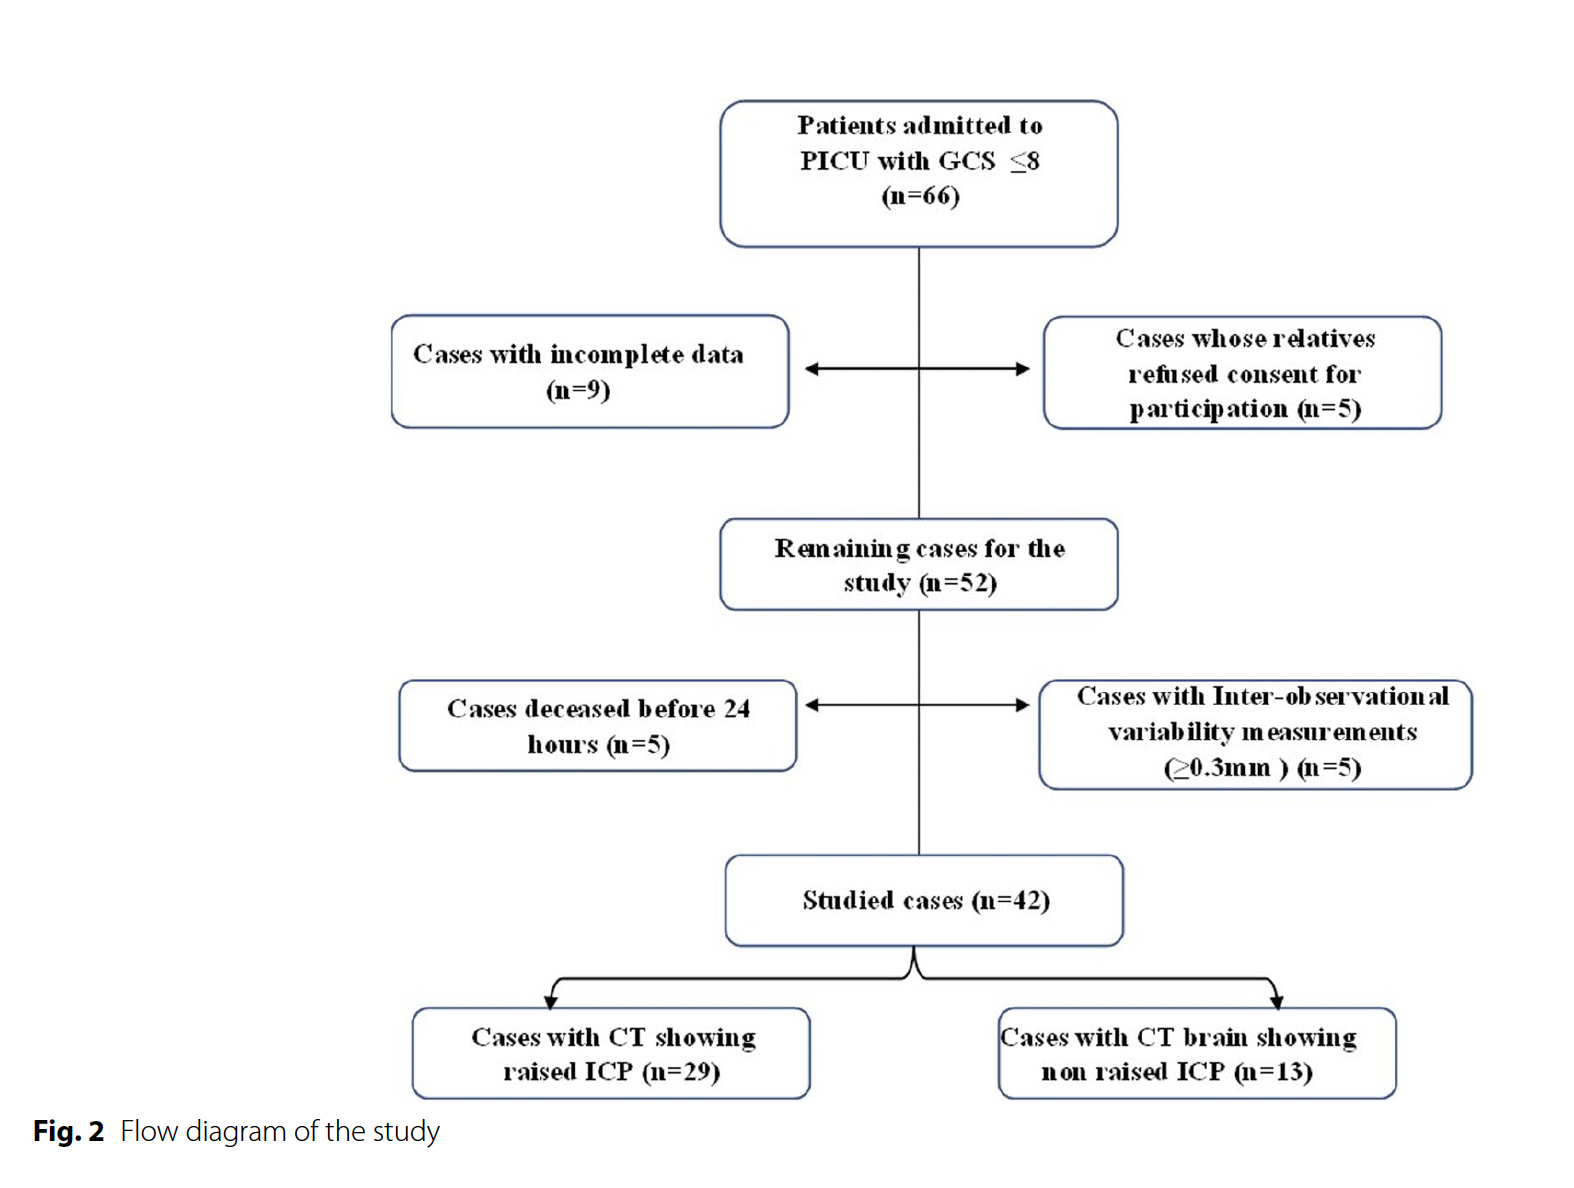 Patients admitted to
PICU with GCS ≤8
(n=66)
Cases with incomplete data
(n=9)
Cases whose relatives
refused consent for
participation (n=5)
Remaining cases for the
study (n=52)
Cases deceased before 24
hours (n=5)
Cases with Inter-observational
variability measurements
(≥0.3mm ) (n=5)
Studied cases (n=42)
Cases with CT showing
raised ICP (n=29)
Cases with CT brain showing
non raised ICP (n=13)
Fig. 2 Flow diagram of the study